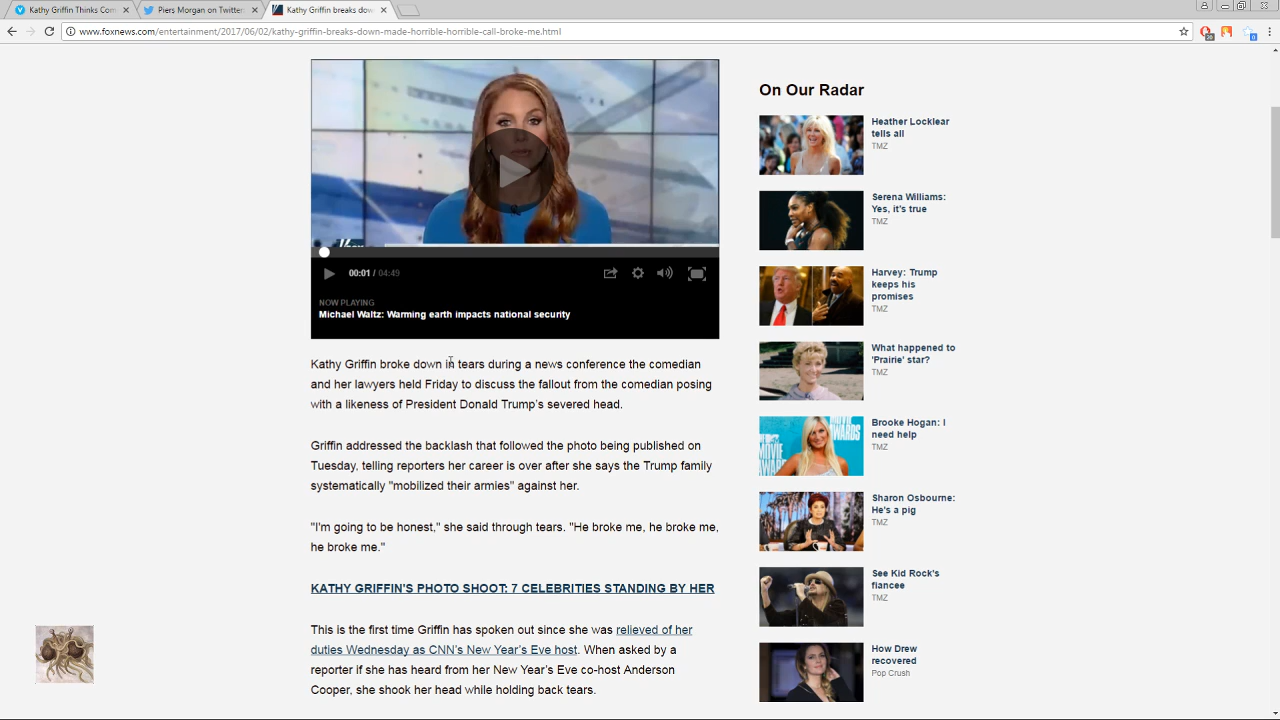 Kathy Griffin Thinks Com
Piers Morgan on Twitter:
Kathy Griffin breaks dow
www.foxnews.com/entertainment/2017/06/02/kathy-griffin-breaks-down-made-horrible-horrible-call-broke-me.html
00:01 / 04:49
NOW PLAYING
Michael Waltz: Warming earth impacts national security
Kathy Griffin broke down in tears during a news conference the comedian
and her lawyers held Friday to discuss the fallout from the comedian posing
with a likeness of President Donald Trump's severed head.
Griffin addressed the backlash that followed the photo being published on
Tuesday, telling reporters her career is over after she says the Trump family
systematically "mobilized their armies" against her.
"I'm going to be honest," she said through tears. "He broke me, he broke me,
he broke me."
KATHY GRIFFIN'S PHOTO SHOOT: 7 CELEBRITIES STANDING BY HER
This is the first time Griffin has spoken out since she was relieved of her
duties Wednesday as CNN's New Year's Eve host. When asked by a
reporter if she has heard from her New Year's Eve co-host Anderson
Cooper, she shook her head while holding back tears.
On Our Radar
Heather Locklear
tells all
TMZ
Serena Williams:
Yes, it's true
TMZ
Harvey: Trump
keeps his
promises
TMZ
What happened to
'Prairie' star?
TMZ
Brooke Hogan: I
need help
TMZ
Sharon Osbourne:
He's a pig
TMZ
See Kid Rock's
fiancee
TMZ
How Drew
recovered
Pop Crush